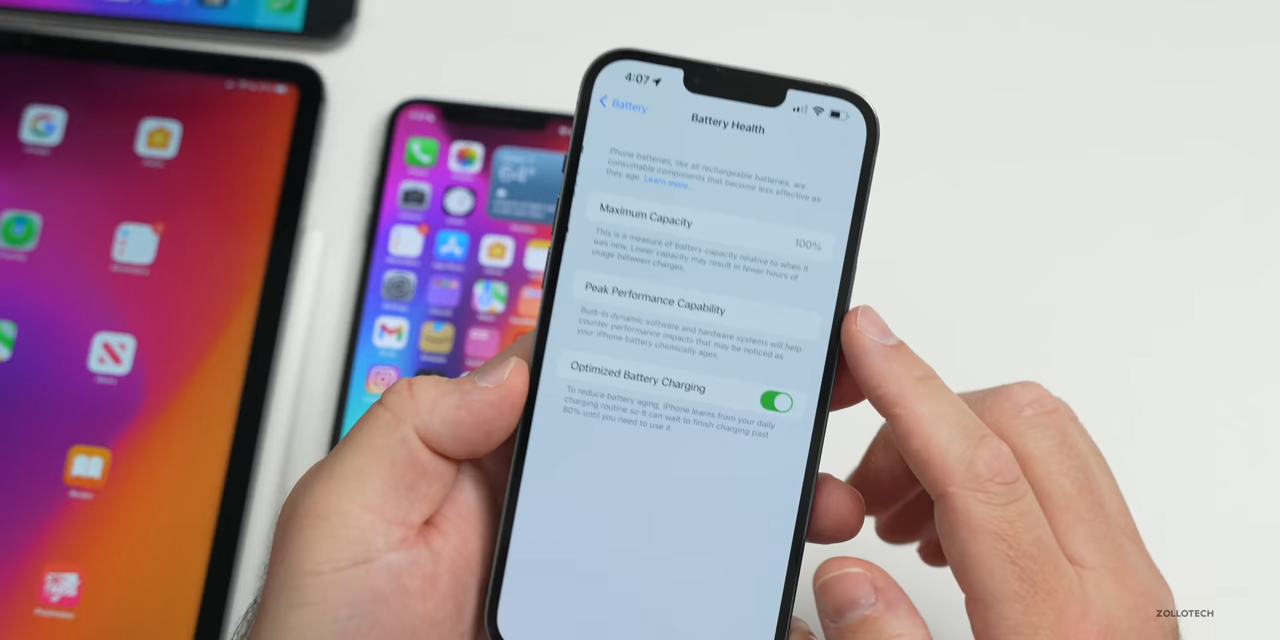 4:07
Battery
Battery Health
Phone batteries, like all rechargeable batteries, are
consumable components that become less effective as
they age. Learn more...
Maximum Capacity
100%
This is a measure of battery capacity relative to when it
was new. Lower capacity may result in fewer hours of
usage between charges.
Peak Performance Capability
Built-in dynamic software and hardware systems will help
counter performance impacts that may be noticed as
your iPhone battery chemically ages.
Optimized Battery Charging
To reduce battery aging, iPhone learns from your daily
charging routine so it can wait to finish charging past
80% until you need to use it.
64°
ZOLLOTECH